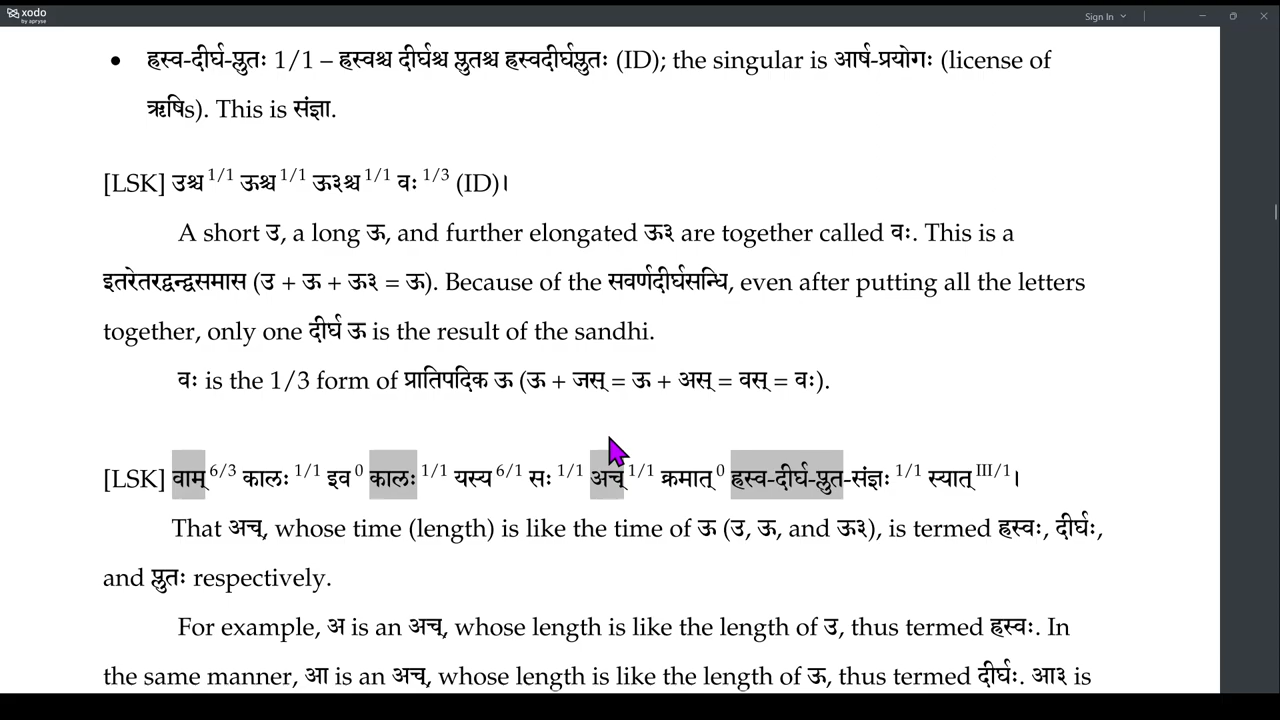 xodo
by apryse
Sign In
• ह्रस्व-दीर्घ-प्लुतः 1/1 – ह्रस्वश्च दीर्घश्च प्लुतश्च ह्रस्वदीर्घप्लुतः (ID); the singular is आर्ष-प्रयोगः (license of
ऋषिs). This is संज्ञा.
[LSK] उश्च 1/1 ऊश्च 1/1 ऊ३श्च 1/1 वः 1/3 (ID)।
A short उ, a long ऊ, and further elongated ऊ३ are together called वः. This is a
इतरेतरद्वन्द्वसमास (उ + ऊ + ऊ३ = ऊ). Because of the सवर्णदीर्घसन्धि, even after putting all the letters
together, only one दीर्घ ऊ is the result of the sandhi.
वः is the 1/3 form of प्रातिपदिक ऊ (ऊ + जस् = ऊ + अस् = वस् = वः).
[LSK] वाम् 6/3 कालः 1/1 इव 0 कालः 1/1 यस्य 6/1 सः 1/1 अच् 1/1 क्रमात् 0 ह्रस्व-दीर्घ-प्लुत-संज्ञः 1/1 स्यात् III/1।
That अच्, whose time (length) is like the time of ऊ (उ, ऊ, and ऊ३), is termed ह्रस्वः, दीर्घः,
and प्लुतः respectively.
For example, अ is an अच्, whose length is like the length of उ, thus termed ह्रस्वः. In
the same manner, आ is an अच्, whose length is like the length of ऊ, thus termed दीर्घः. आ३ is